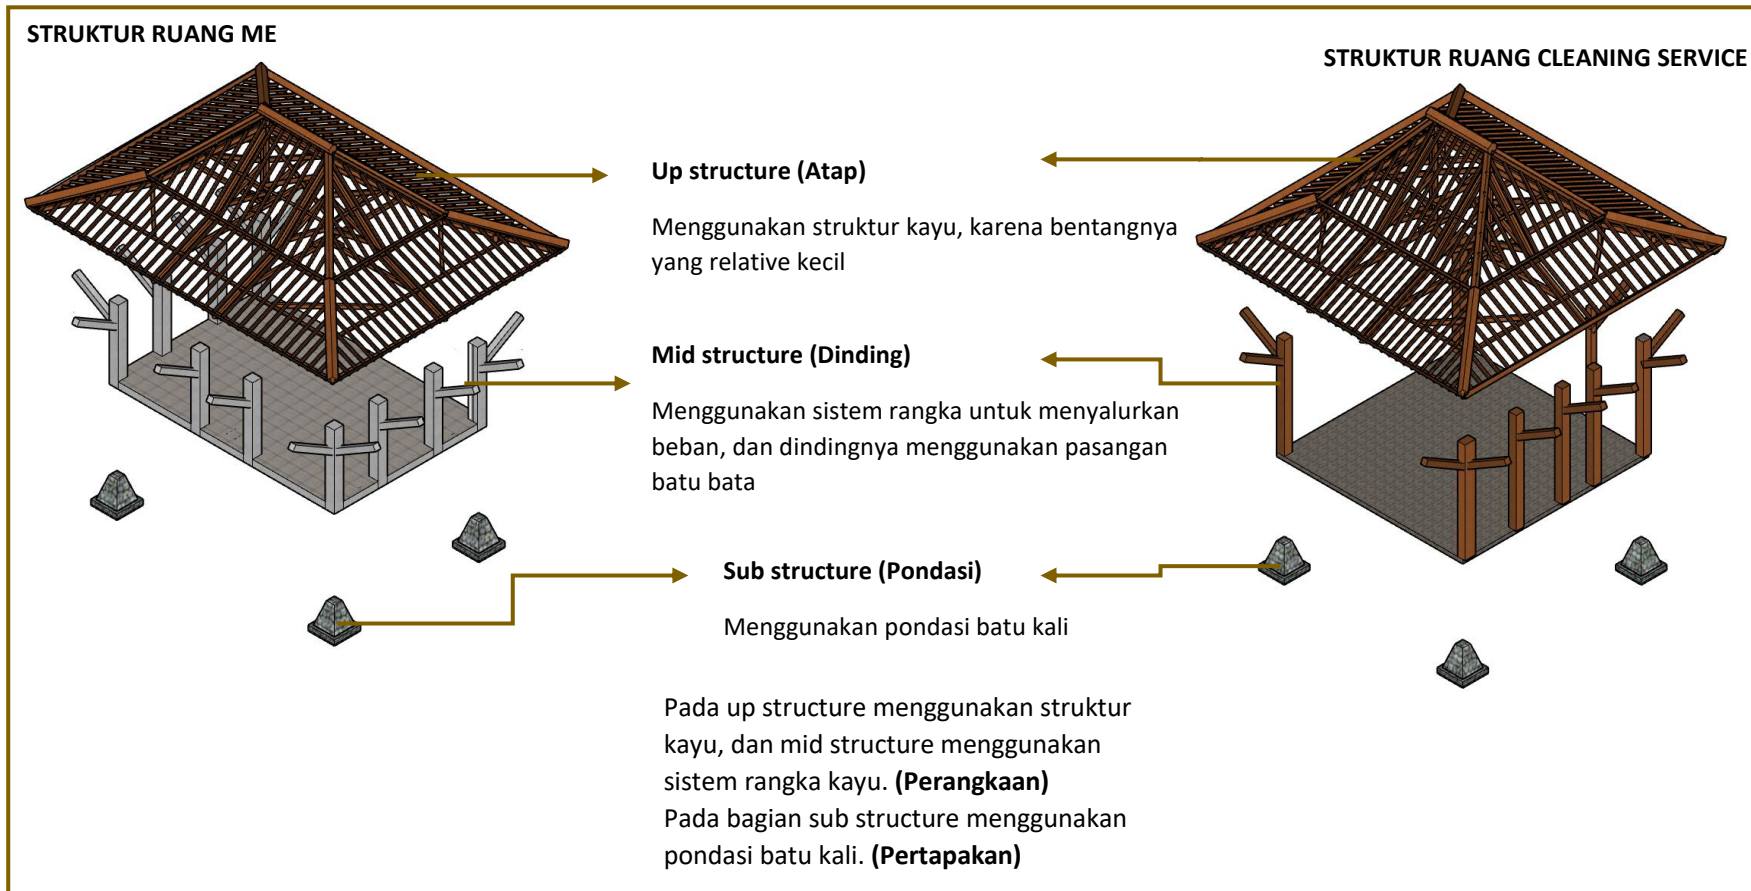 STRUKTUR RUANG ME
STRUKTUR RUANG CLEANING SERVICE
Up structure (Atap)
Menggunakan struktur kayu, karena bentangnya
yang relative kecil
Mid structure (Dinding)
Menggunakan sistem rangka untuk menyalurkan
beban, dan dindingnya menggunakan pasangan
batu bata
Sub structure (Pondasi)
Menggunakan pondasi batu kali
Pada up structure menggunakan struktur
kayu, dan mid structure menggunakan
sistem rangka kayu. (Perangkaan)
Pada bagian sub structure menggunakan
pondasi batu kali. (Pertapakan)